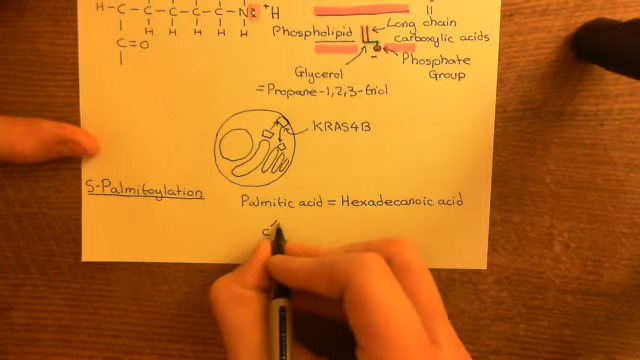 H-C-C-C-C-C-N: +H
H H H H H
C=O
Phospholipid
Long chain
carboxylic acids
Glycerol
Phosphate
Group
= Propane-1,2,3-triol
KRAS4B
S-Palmitoylation
Palmitic acid = Hexadecanoic acid
C